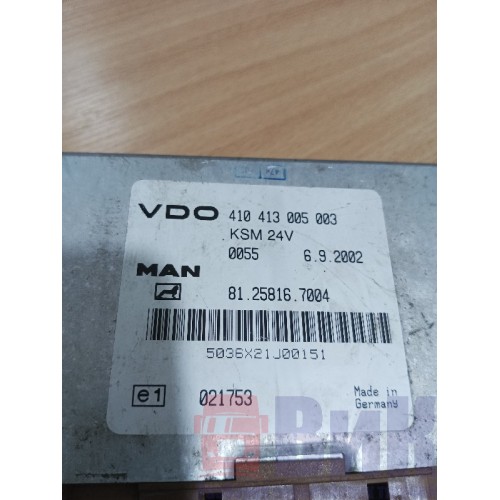 VDO 410 413 005 003
KSM 24V
0055 6.9.2002
MAN
81.25816.7004
5036X21J00151
e1 021753 Made in
Germany
ВИК